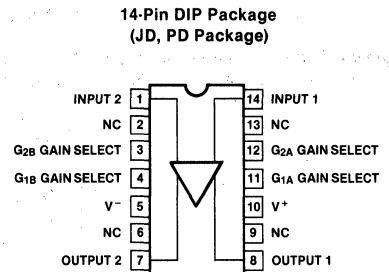 14-Pin DIP Package
(JD, PD Package)
INPUT 2 1 14 INPUT 1
NC 2 13 NC
G2B GAIN SELECT 3 12 G2A GAIN SELECT
G1B GAIN SELECT 4 11 G1A GAIN SELECT
V− 5 10 V+
NC 6 9 NC
OUTPUT 2 7 8 OUTPUT 1